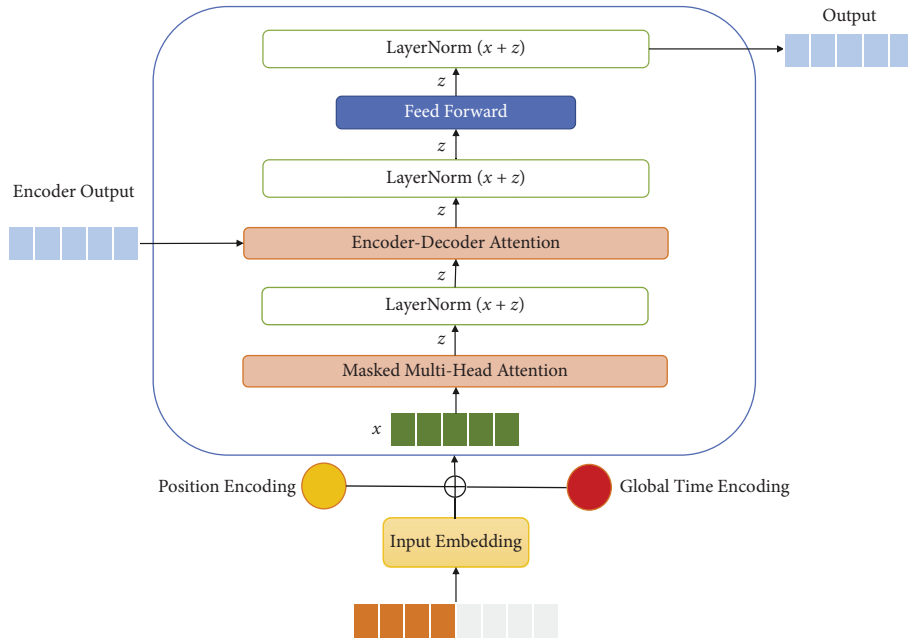 Output
LayerNorm (x + z)
z
Feed Forward
z
LayerNorm (x + z)
Encoder Output
z
Encoder-Decoder Attention
z
LayerNorm (x + z)
z
Masked Multi-Head Attention
x
Position Encoding
Global Time Encoding
Input Embedding